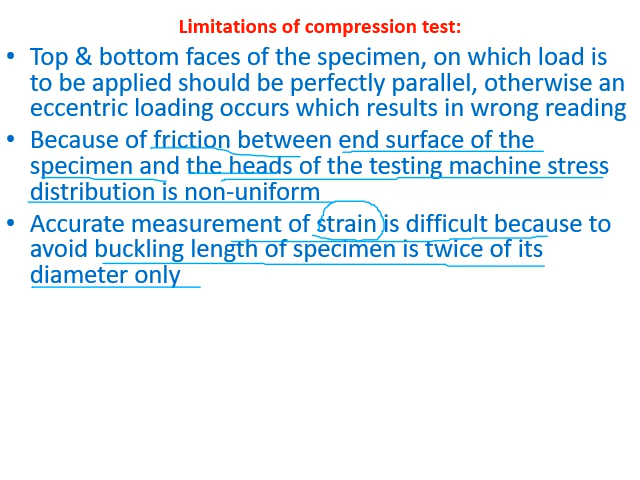 Limitations of compression test:
• Top & bottom faces of the specimen, on which load is
to be applied should be perfectly parallel, otherwise an
eccentric loading occurs which results in wrong reading
• Because of friction between end surface of the
specimen and the heads of the testing machine stress
distribution is non-uniform
• Accurate measurement of strain is difficult because to
avoid buckling length of specimen is twice of its
diameter only